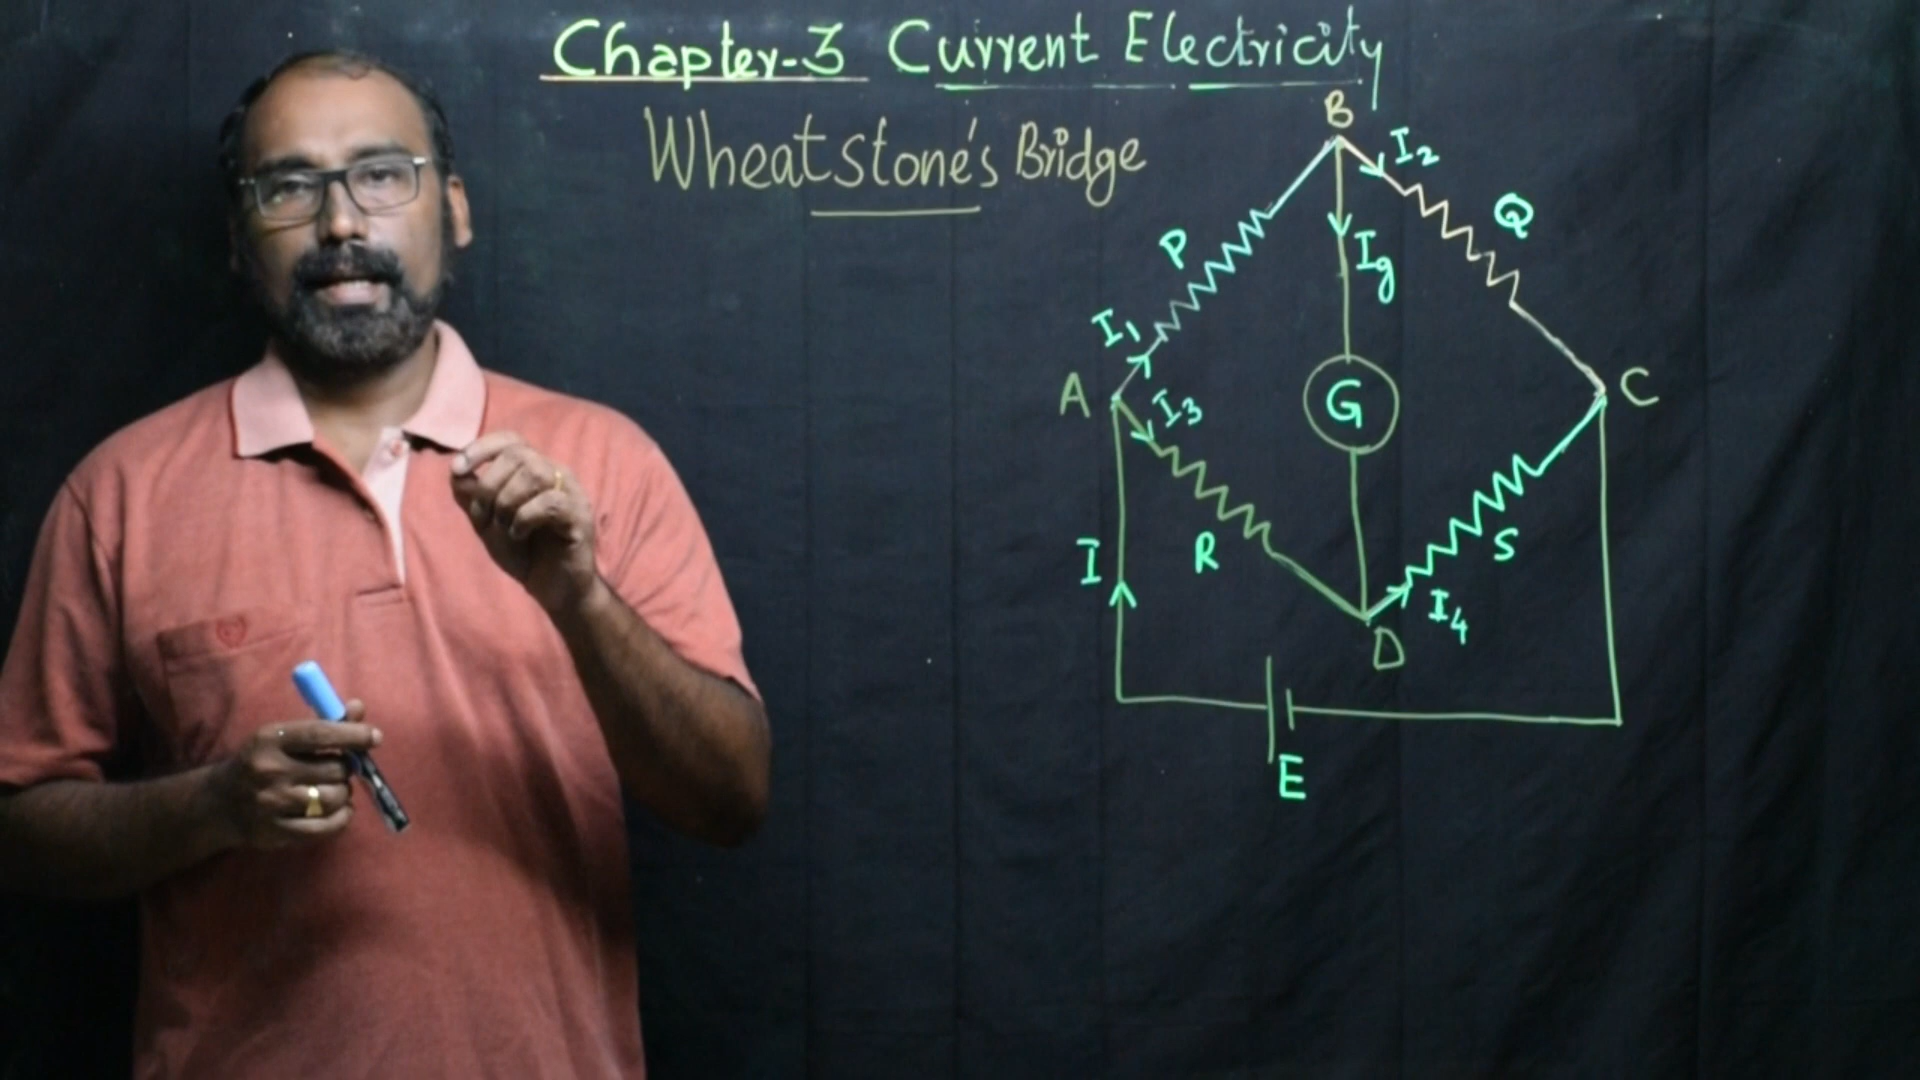 Chapter-3 Current Electricity
Wheatstone's Bridge
B
I2
P
Q
Ig
I1
A
I3
G
C
I
R
S
I4
D
E